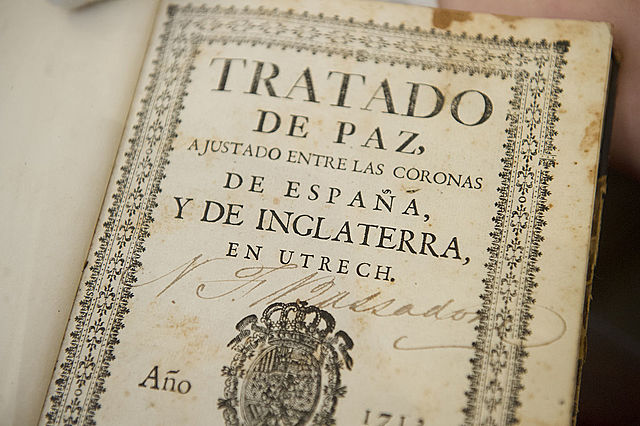 TRATADO
DE PAZ,
AJUSTADO ENTRE LAS CORONAS
DE ESPAÑA,
Y DE INGLATERRA,
EN UTRECH.
Año